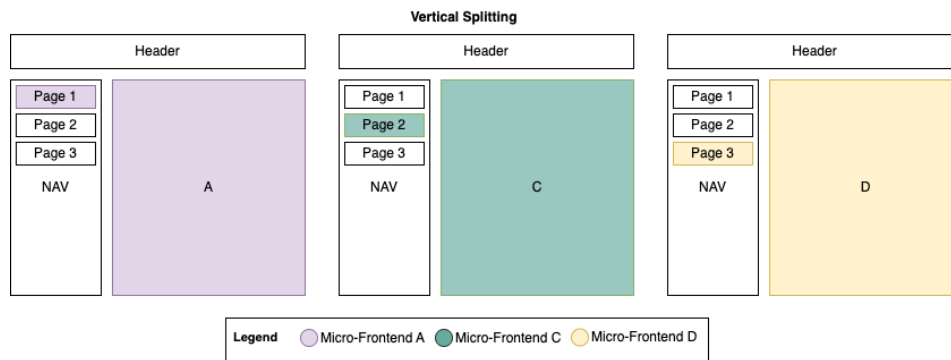 Vertical Splitting
Header
Page 1
Page 2
Page 3
NAV
A
Header
Page 1
Page 2
Page 3
NAV
C
Header
Page 1
Page 2
Page 3
NAV
D
Legend Micro-Frontend A Micro-Frontend C Micro-Frontend D